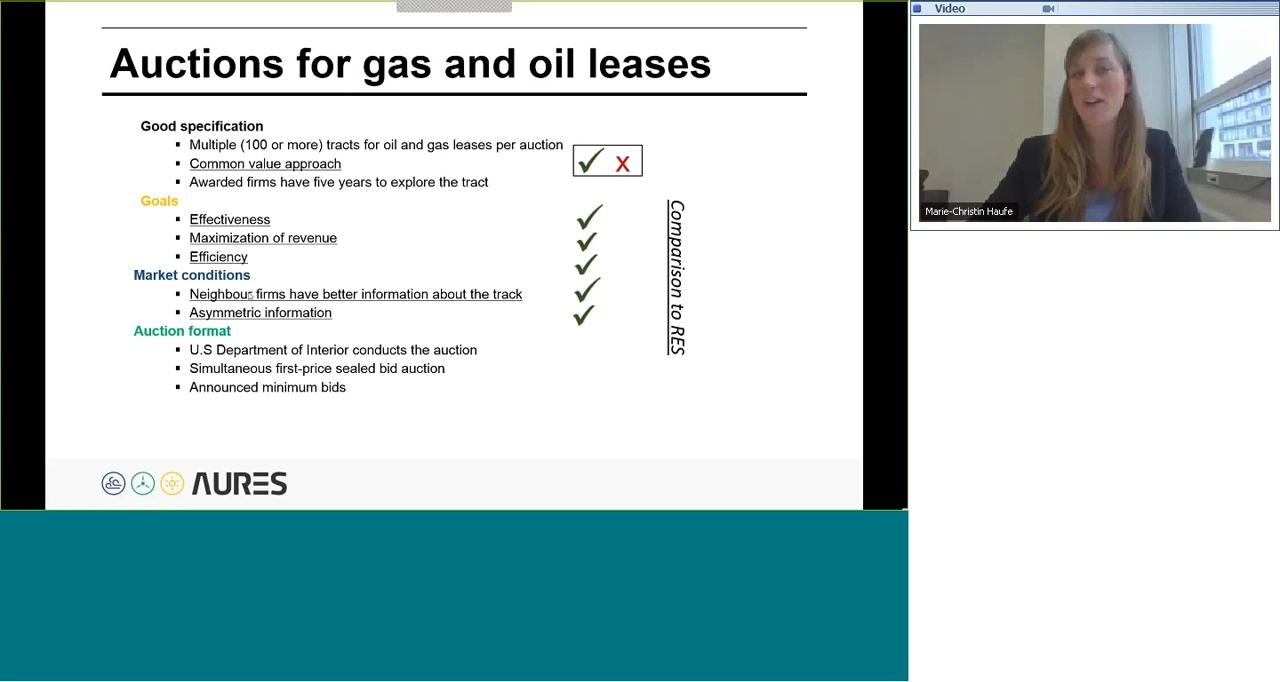 Auctions for gas and oil leases
Good specification
▪ Multiple (100 or more) tracts for oil and gas leases per auction
▪ Common value approach
▪ Awarded firms have five years to explore the tract
Goals
▪ Effectiveness
▪ Maximization of revenue
▪ Efficiency
Market conditions
▪ Neighbour firms have better information about the track
▪ Asymmetric information
Auction format
▪ U.S Department of Interior conducts the auction
▪ Simultaneous first-price sealed bid auction
▪ Announced minimum bids
✓ X
✓
✓
✓
✓
✓
Comparison to RES
AURES
Video
Marie-Christin Haufe